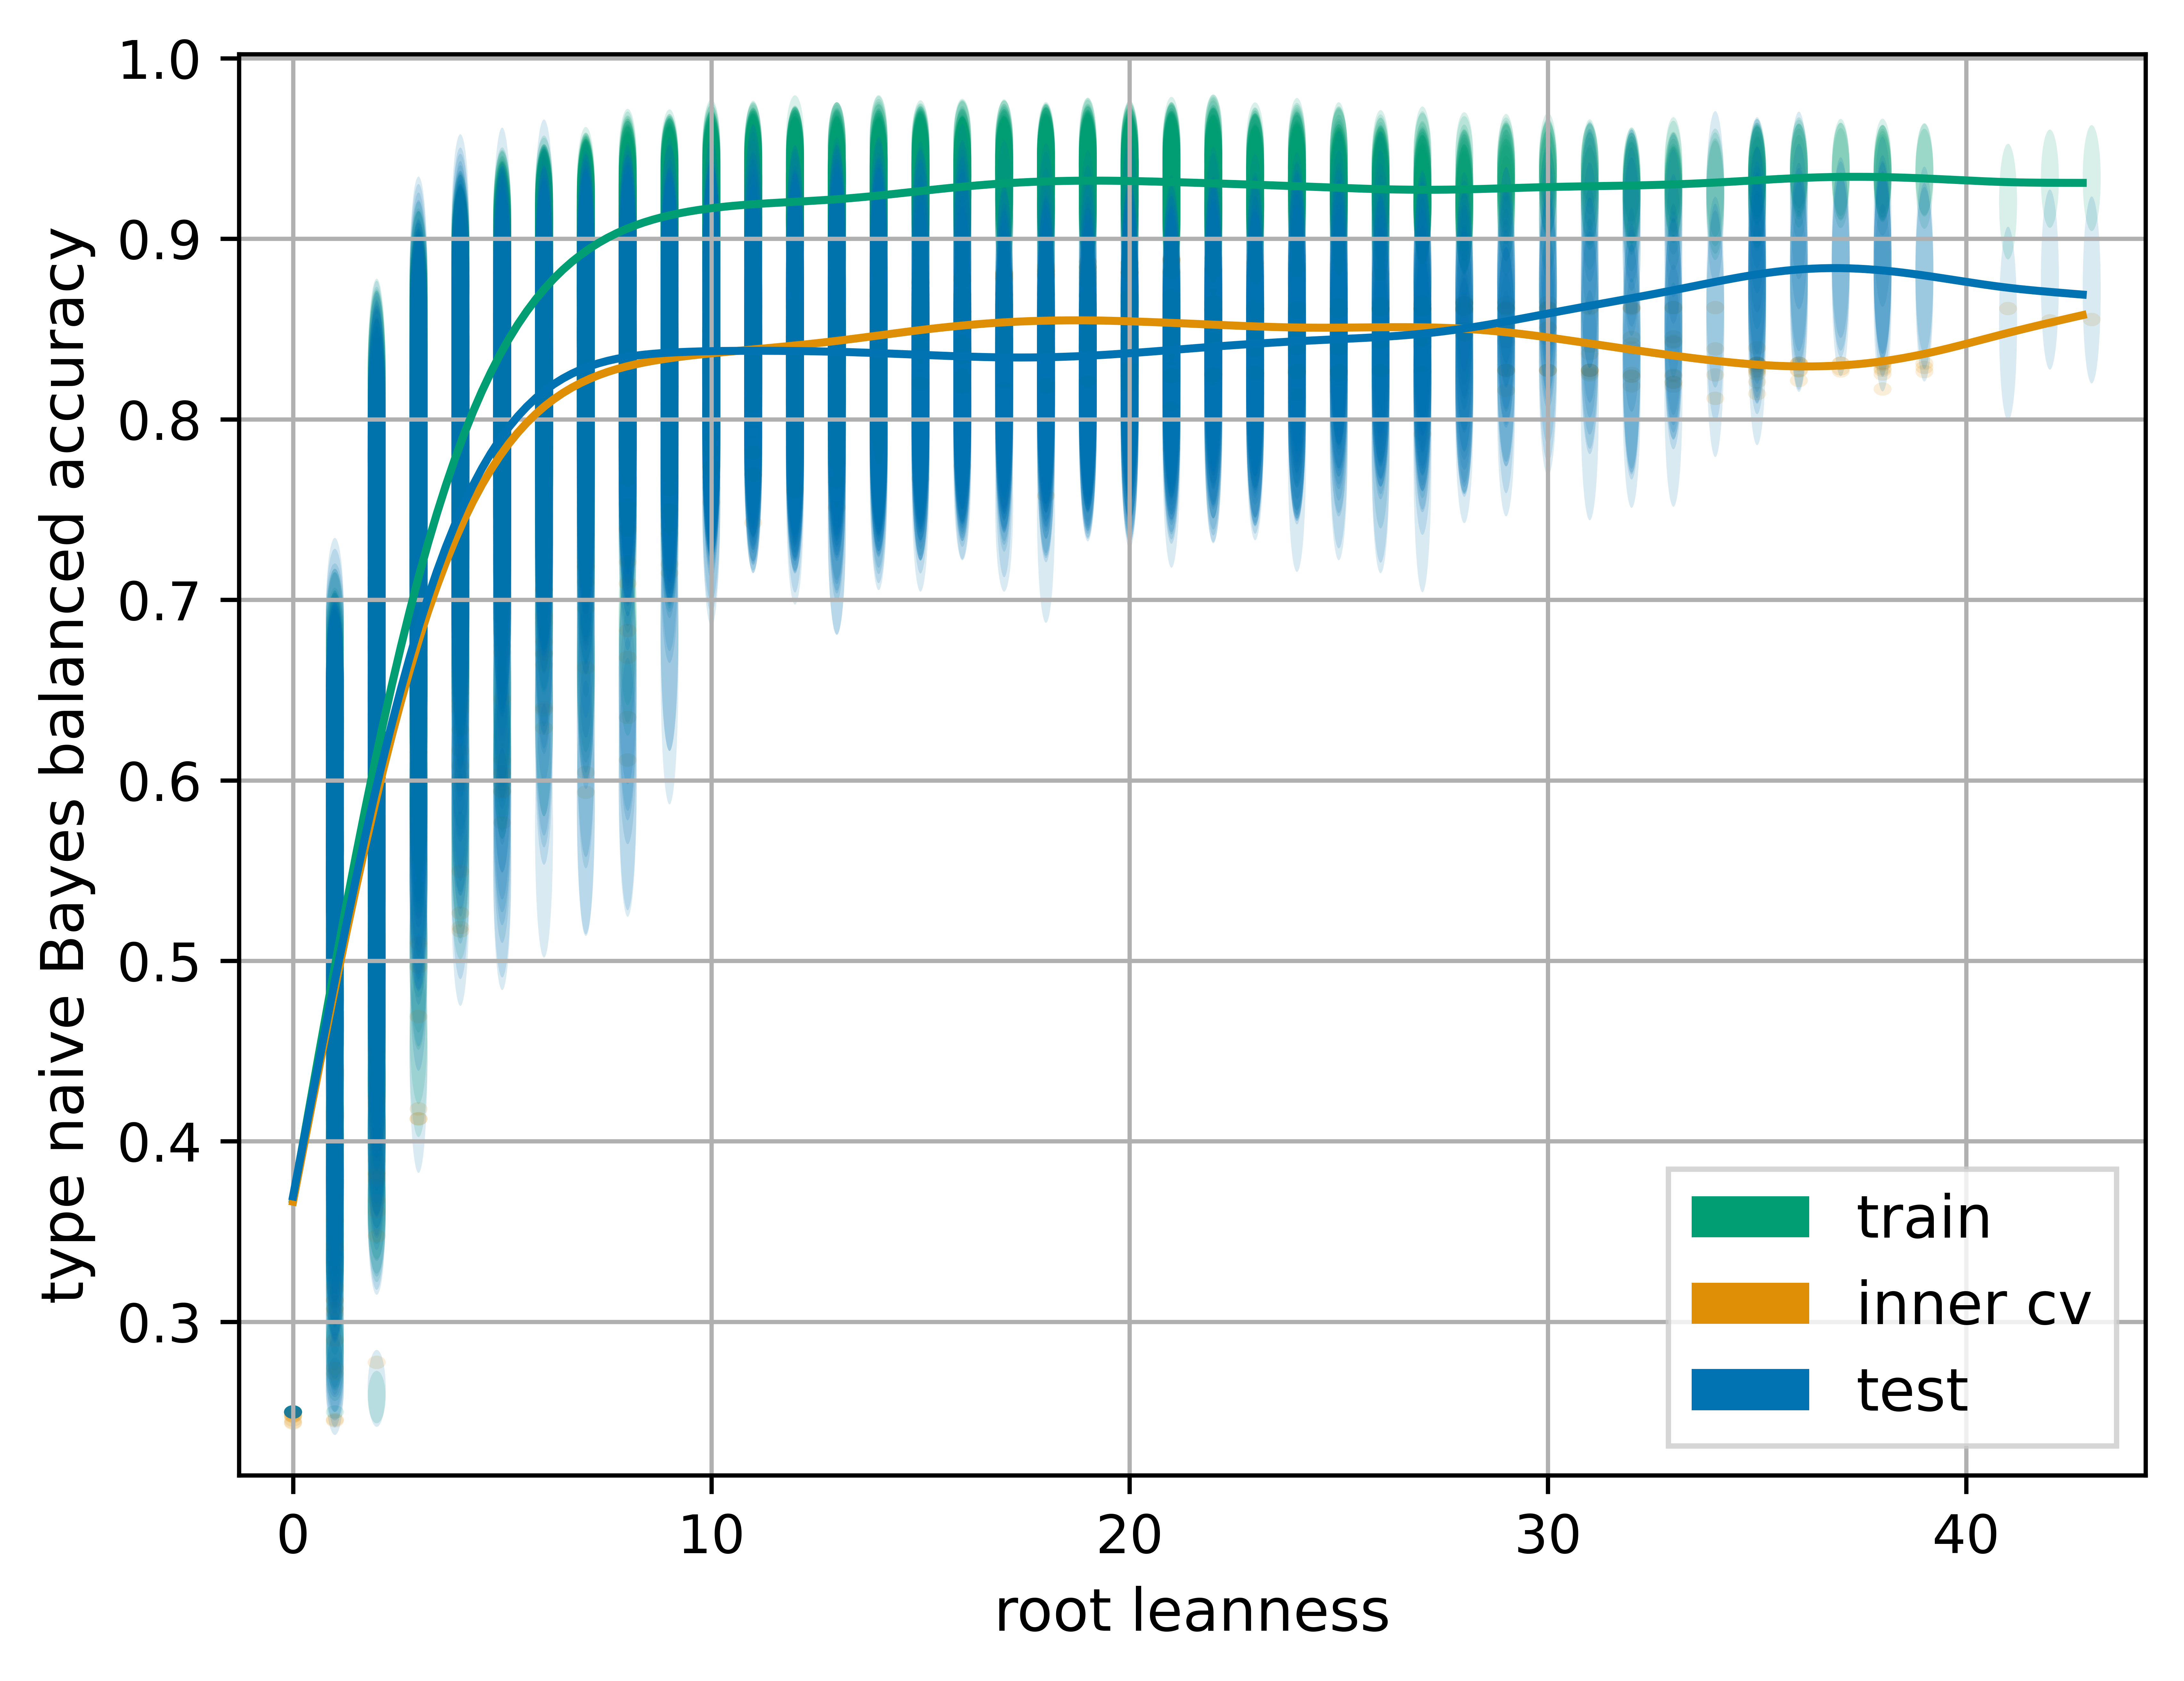 type naive Bayes balanced accuracy
1.0
0.9
0.8
0.7
0.6
0.5
0.4
0.3
train
inner cv
test
0 10 20 30 40
root leanness